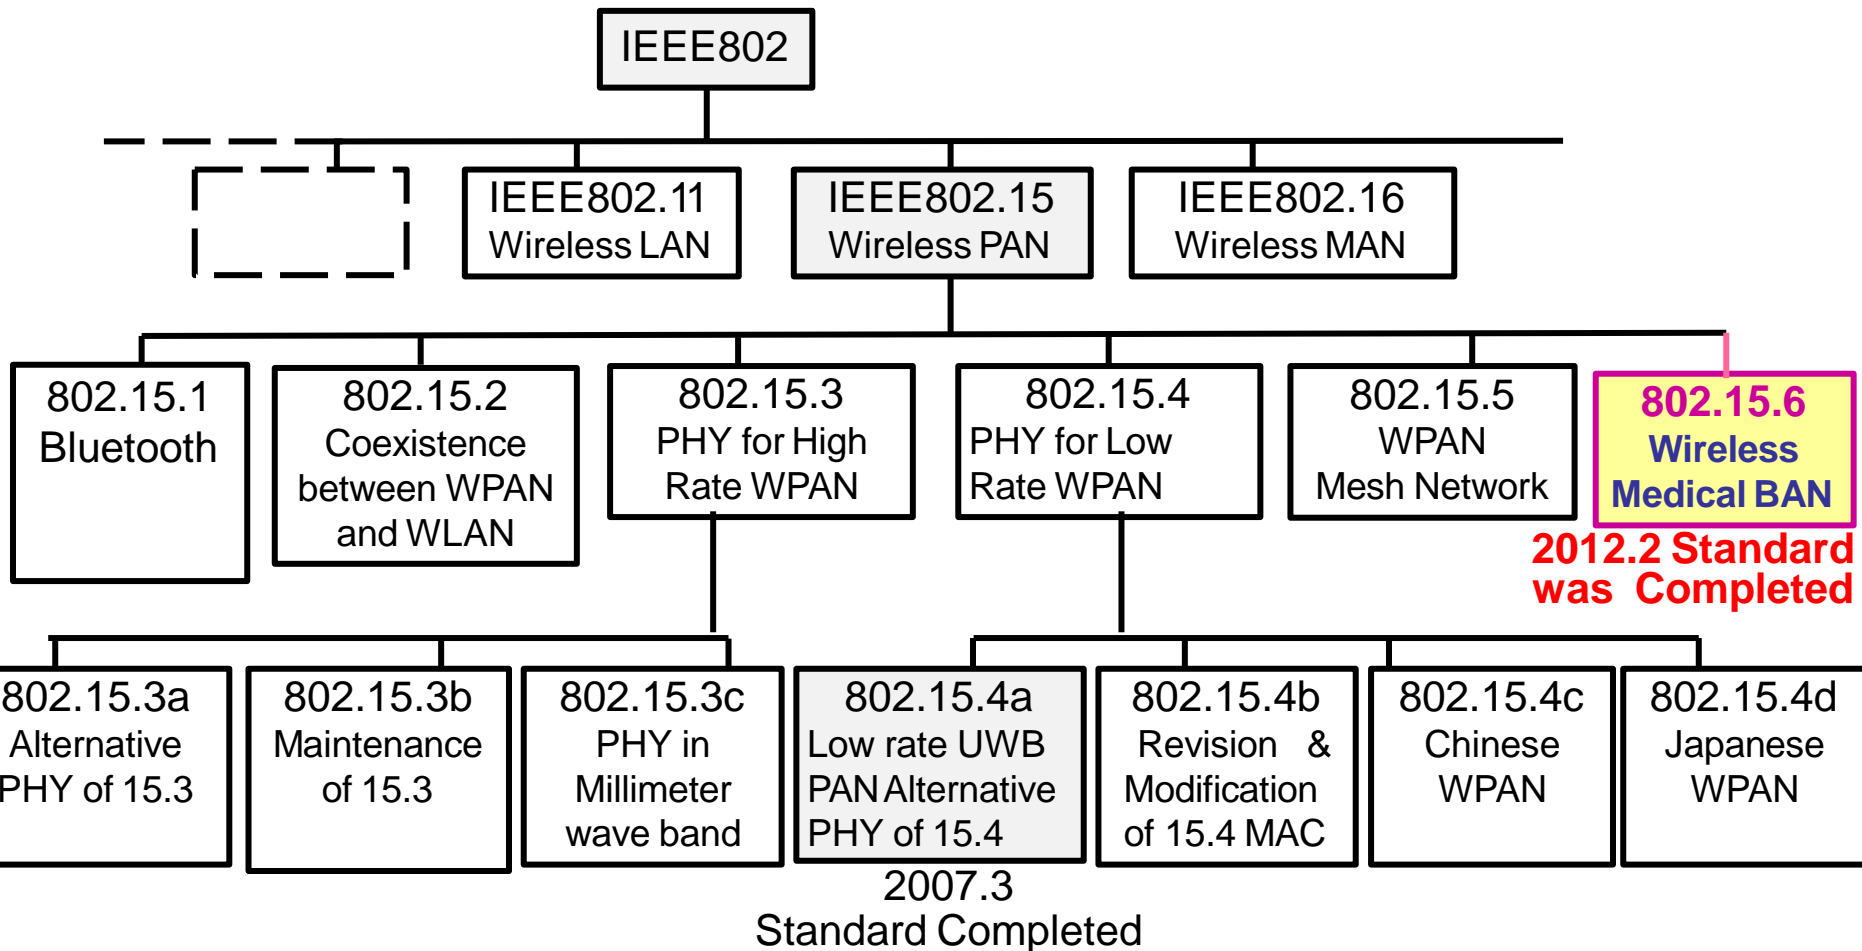 IEEE802
IEEE802.11
Wireless LAN
IEEE802.15
Wireless PAN
IEEE802.16
Wireless MAN
802.15.1
Bluetooth
802.15.2
Coexistence
between WPAN
and WLAN
802.15.3
PHY for High
Rate WPAN
802.15.4
PHY for Low
Rate WPAN
802.15.5
WPAN
Mesh Network
802.15.6
Wireless
Medical BAN
2012.2 Standard
was Completed
802.15.3a
Alternative
PHY of 15.3
802.15.3b
Maintenance
of 15.3
802.15.3c
PHY in
Millimeter
wave band
802.15.4a
Low rate UWB
PAN Alternative
PHY of 15.4
2007.3
Standard Completed
802.15.4b
Revision &
Modification
of 15.4 MAC
802.15.4c
Chinese
WPAN
802.15.4d
Japanese
WPAN